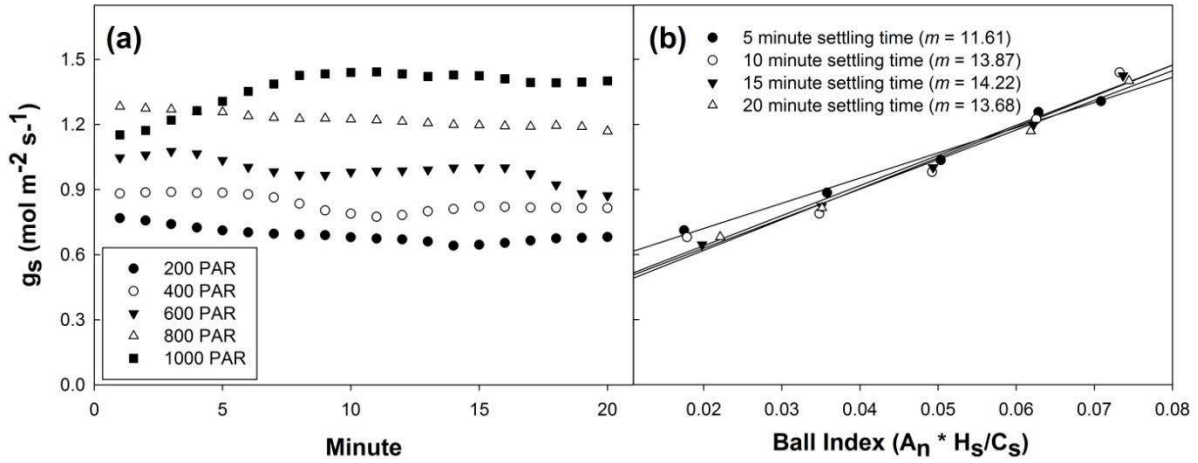 (a)
(b)
5 minute settling time (m = 11.61)
10 minute settling time (m = 13.87)
15 minute settling time (m = 14.22)
20 minute settling time (m = 13.68)
gs (mol m-2 s-1)
1.5
1.2
0.9
0.6
0.3
0.0
200 PAR
400 PAR
600 PAR
800 PAR
1000 PAR
0 5 10 15 20 0.02 0.03 0.04 0.05 0.06 0.07 0.08
Minute
Ball Index (An * Hs/Cs)